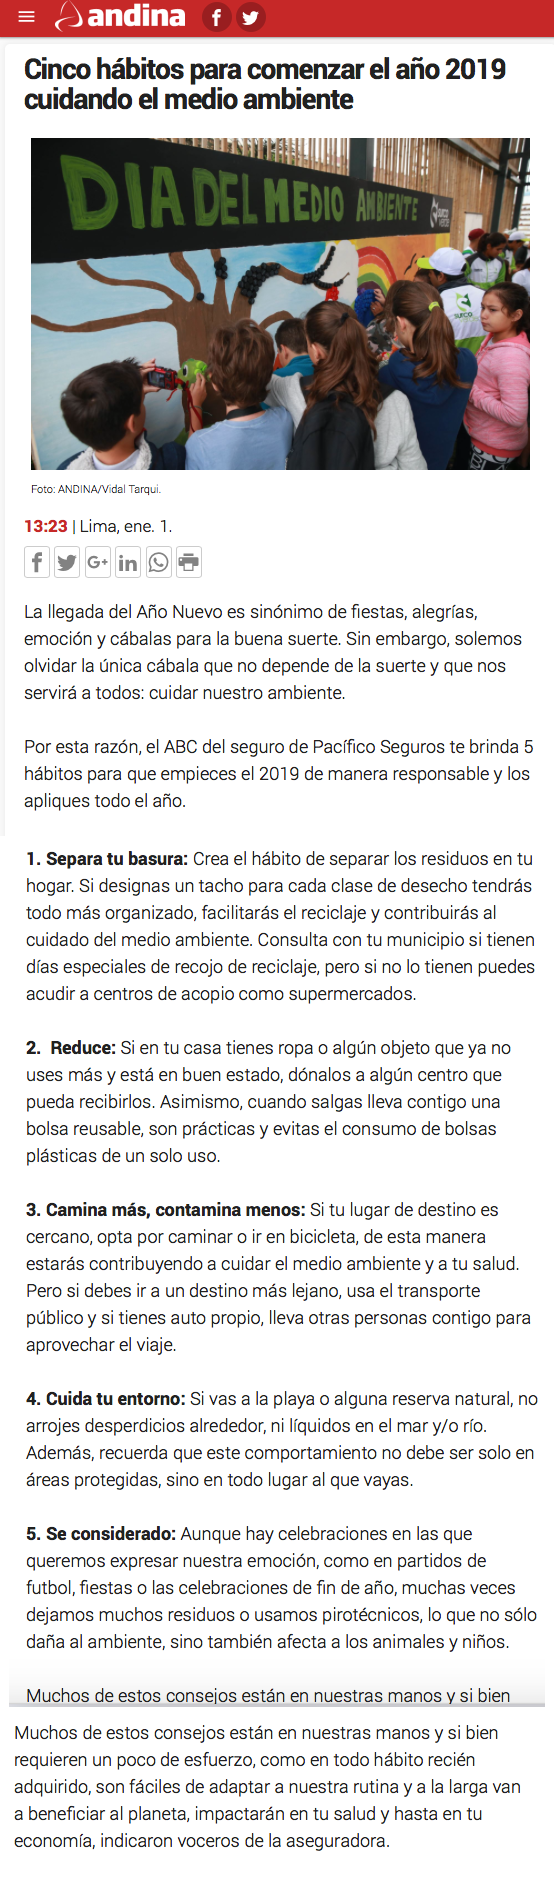 andina
Cinco hábitos para comenzar el año 2019
cuidando el medio ambiente
DIA DEL MEDIO AMBIENTE
SURCO
Foto: ANDINA/Vidal Tarqui.
13:23 | Lima, ene. 1.
La llegada del Año Nuevo es sinónimo de fiestas, alegrías,
emoción y cábalas para la buena suerte. Sin embargo, solemos
olvidar la única cábala que no depende de la suerte y que nos
servirá a todos: cuidar nuestro ambiente.
Por esta razón, el ABC del seguro de Pacífico Seguros te brinda 5
hábitos para que empieces el 2019 de manera responsable y los
apliques todo el año.
1. Separa tu basura: Crea el hábito de separar los residuos en tu
hogar. Si designas un tacho para cada clase de desecho tendrás
todo más organizado, facilitarás el reciclaje y contribuirás al
cuidado del medio ambiente. Consulta con tu municipio si tienen
días especiales de recojo de reciclaje, pero si no lo tienen puedes
acudir a centros de acopio como supermercados.
2. Reduce: Si en tu casa tienes ropa o algún objeto que ya no
uses más y está en buen estado, dónalos a algún centro que
pueda recibirlos. Asimismo, cuando salgas lleva contigo una
bolsa reusable, son prácticas y evitas el consumo de bolsas
plásticas de un solo uso.
3. Camina más, contamina menos: Si tu lugar de destino es
cercano, opta por caminar o ir en bicicleta, de esta manera
estarás contribuyendo a cuidar el medio ambiente y a tu salud.
Pero si debes ir a un destino más lejano, usa el transporte
público y si tienes auto propio, lleva otras personas contigo para
aprovechar el viaje.
4. Cuida tu entorno: Si vas a la playa o alguna reserva natural, no
arrojes desperdicios alrededor, ni líquidos en el mar y/o río.
Además, recuerda que este comportamiento no debe ser solo en
áreas protegidas, sino en todo lugar al que vayas.
5. Se considerado: Aunque hay celebraciones en las que
queremos expresar nuestra emoción, como en partidos de
futbol, fiestas o las celebraciones de fin de año, muchas veces
dejamos muchos residuos o usamos pirotécnicos, lo que no sólo
daña al ambiente, sino también afecta a los animales y niños.
Muchos de estos consejos están en nuestras manos y si bien
Muchos de estos consejos están en nuestras manos y si bien
requieren un poco de esfuerzo, como en todo hábito recién
adquirido, son fáciles de adaptar a nuestra rutina y a la larga van
a beneficiar al planeta, impactarán en tu salud y hasta en tu
economía, indicaron voceros de la aseguradora.